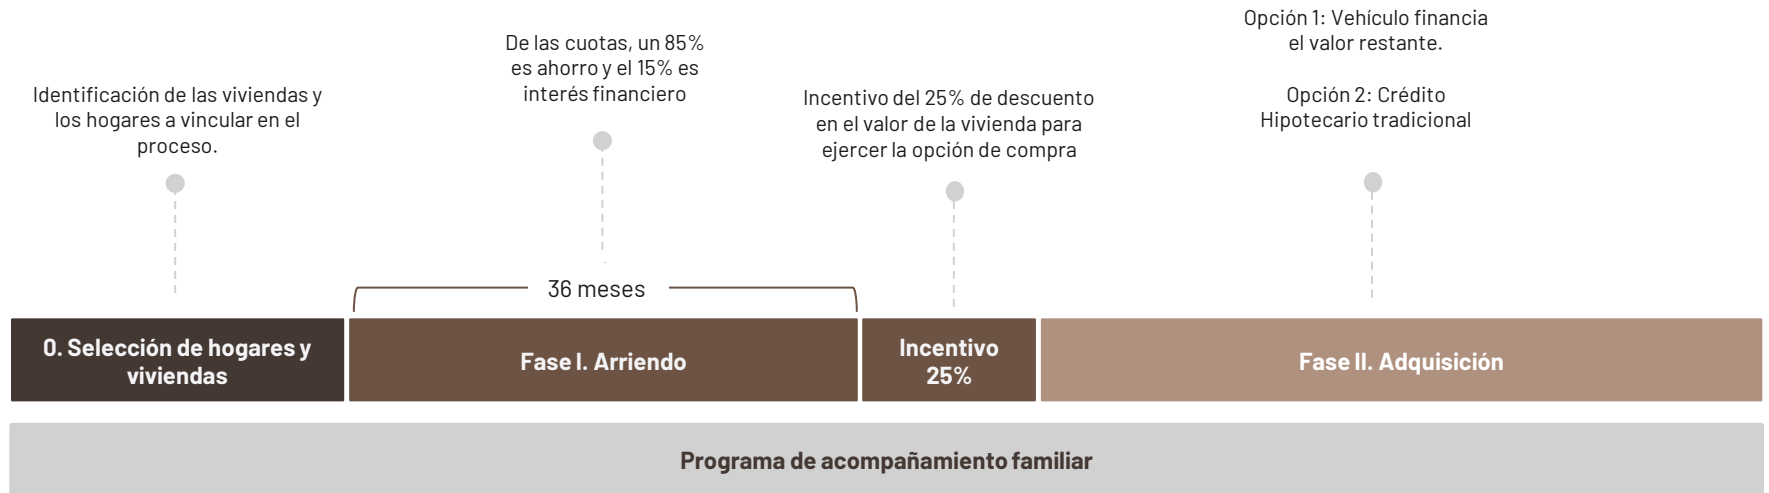 Identificación de las viviendas y
los hogares a vincular en el
proceso.
De las cuotas, un 85%
es ahorro y el 15% es
interés financiero
Incentivo del 25% de descuento
en el valor de la vivienda para
ejercer la opción de compra
Opción 1: Vehículo financia
el valor restante.
Opción 2: Crédito
Hipotecario tradicional
36 meses
0. Selección de hogares y
viviendas
Fase I. Arriendo
Incentivo
25%
Fase II. Adquisición
Programa de acompañamiento familiar